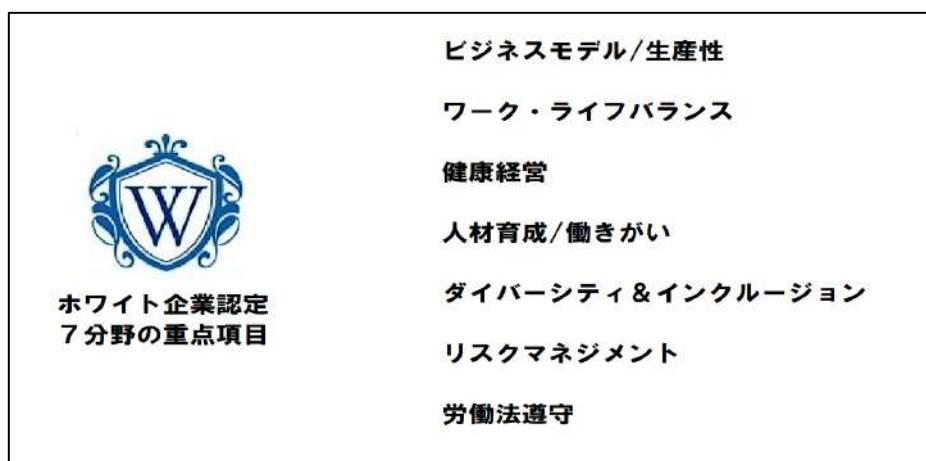 ビジネスモデル/生産性
ワーク・ライフバランス
健康経営
人材育成/働きがい
ダイバーシティ＆インクルージョン
リスクマネジメント
労働法遵守
W
ホワイト企業認定
７分野の重点項目